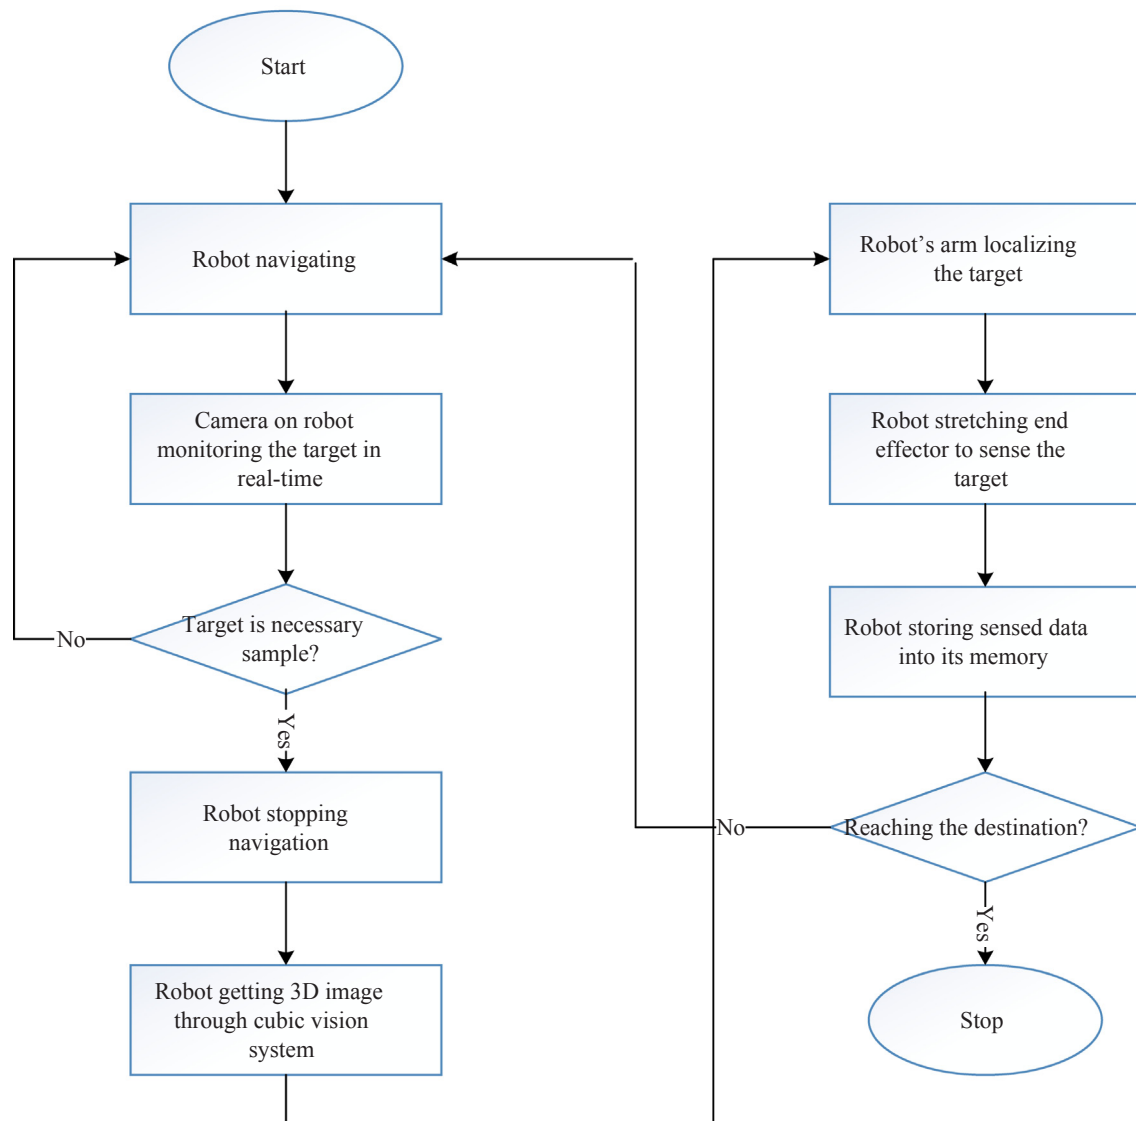 Start
Robot navigating
Camera on robot
monitoring the target in
real-time
Target is necessary
sample?
No
Yes
Robot stopping
navigation
Robot getting 3D image
through cubic vision
system
Robot’s arm localizing
the target
Robot stretching end
effector to sense the
target
Robot storing sensed data
into its memory
Reaching the destination?
No
Yes
Stop